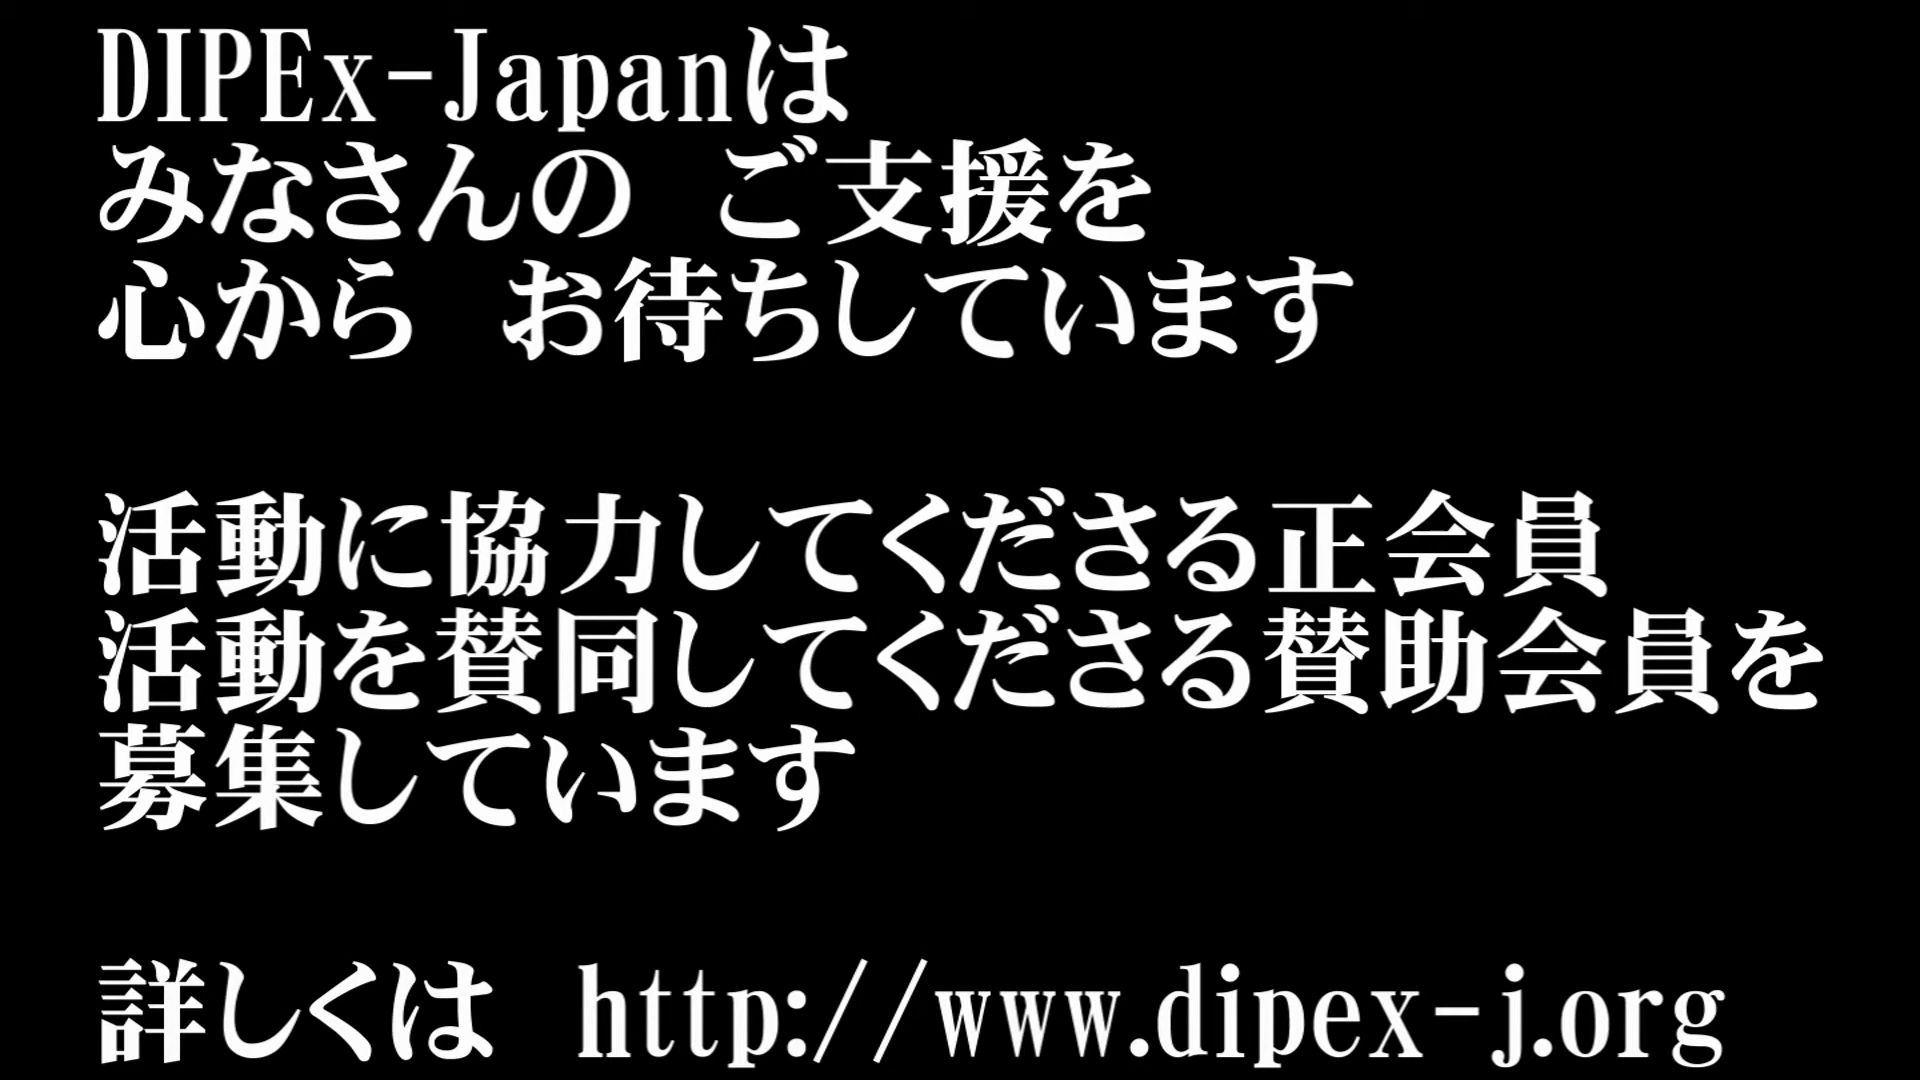 DIPEx-Japanは
みなさんの　ご支援を
心から　お待ちしています
活動に協力してくださる正会員
活動を賛同してくださる賛助会員を
募集しています
詳しくは　http://www.dipex-j.org